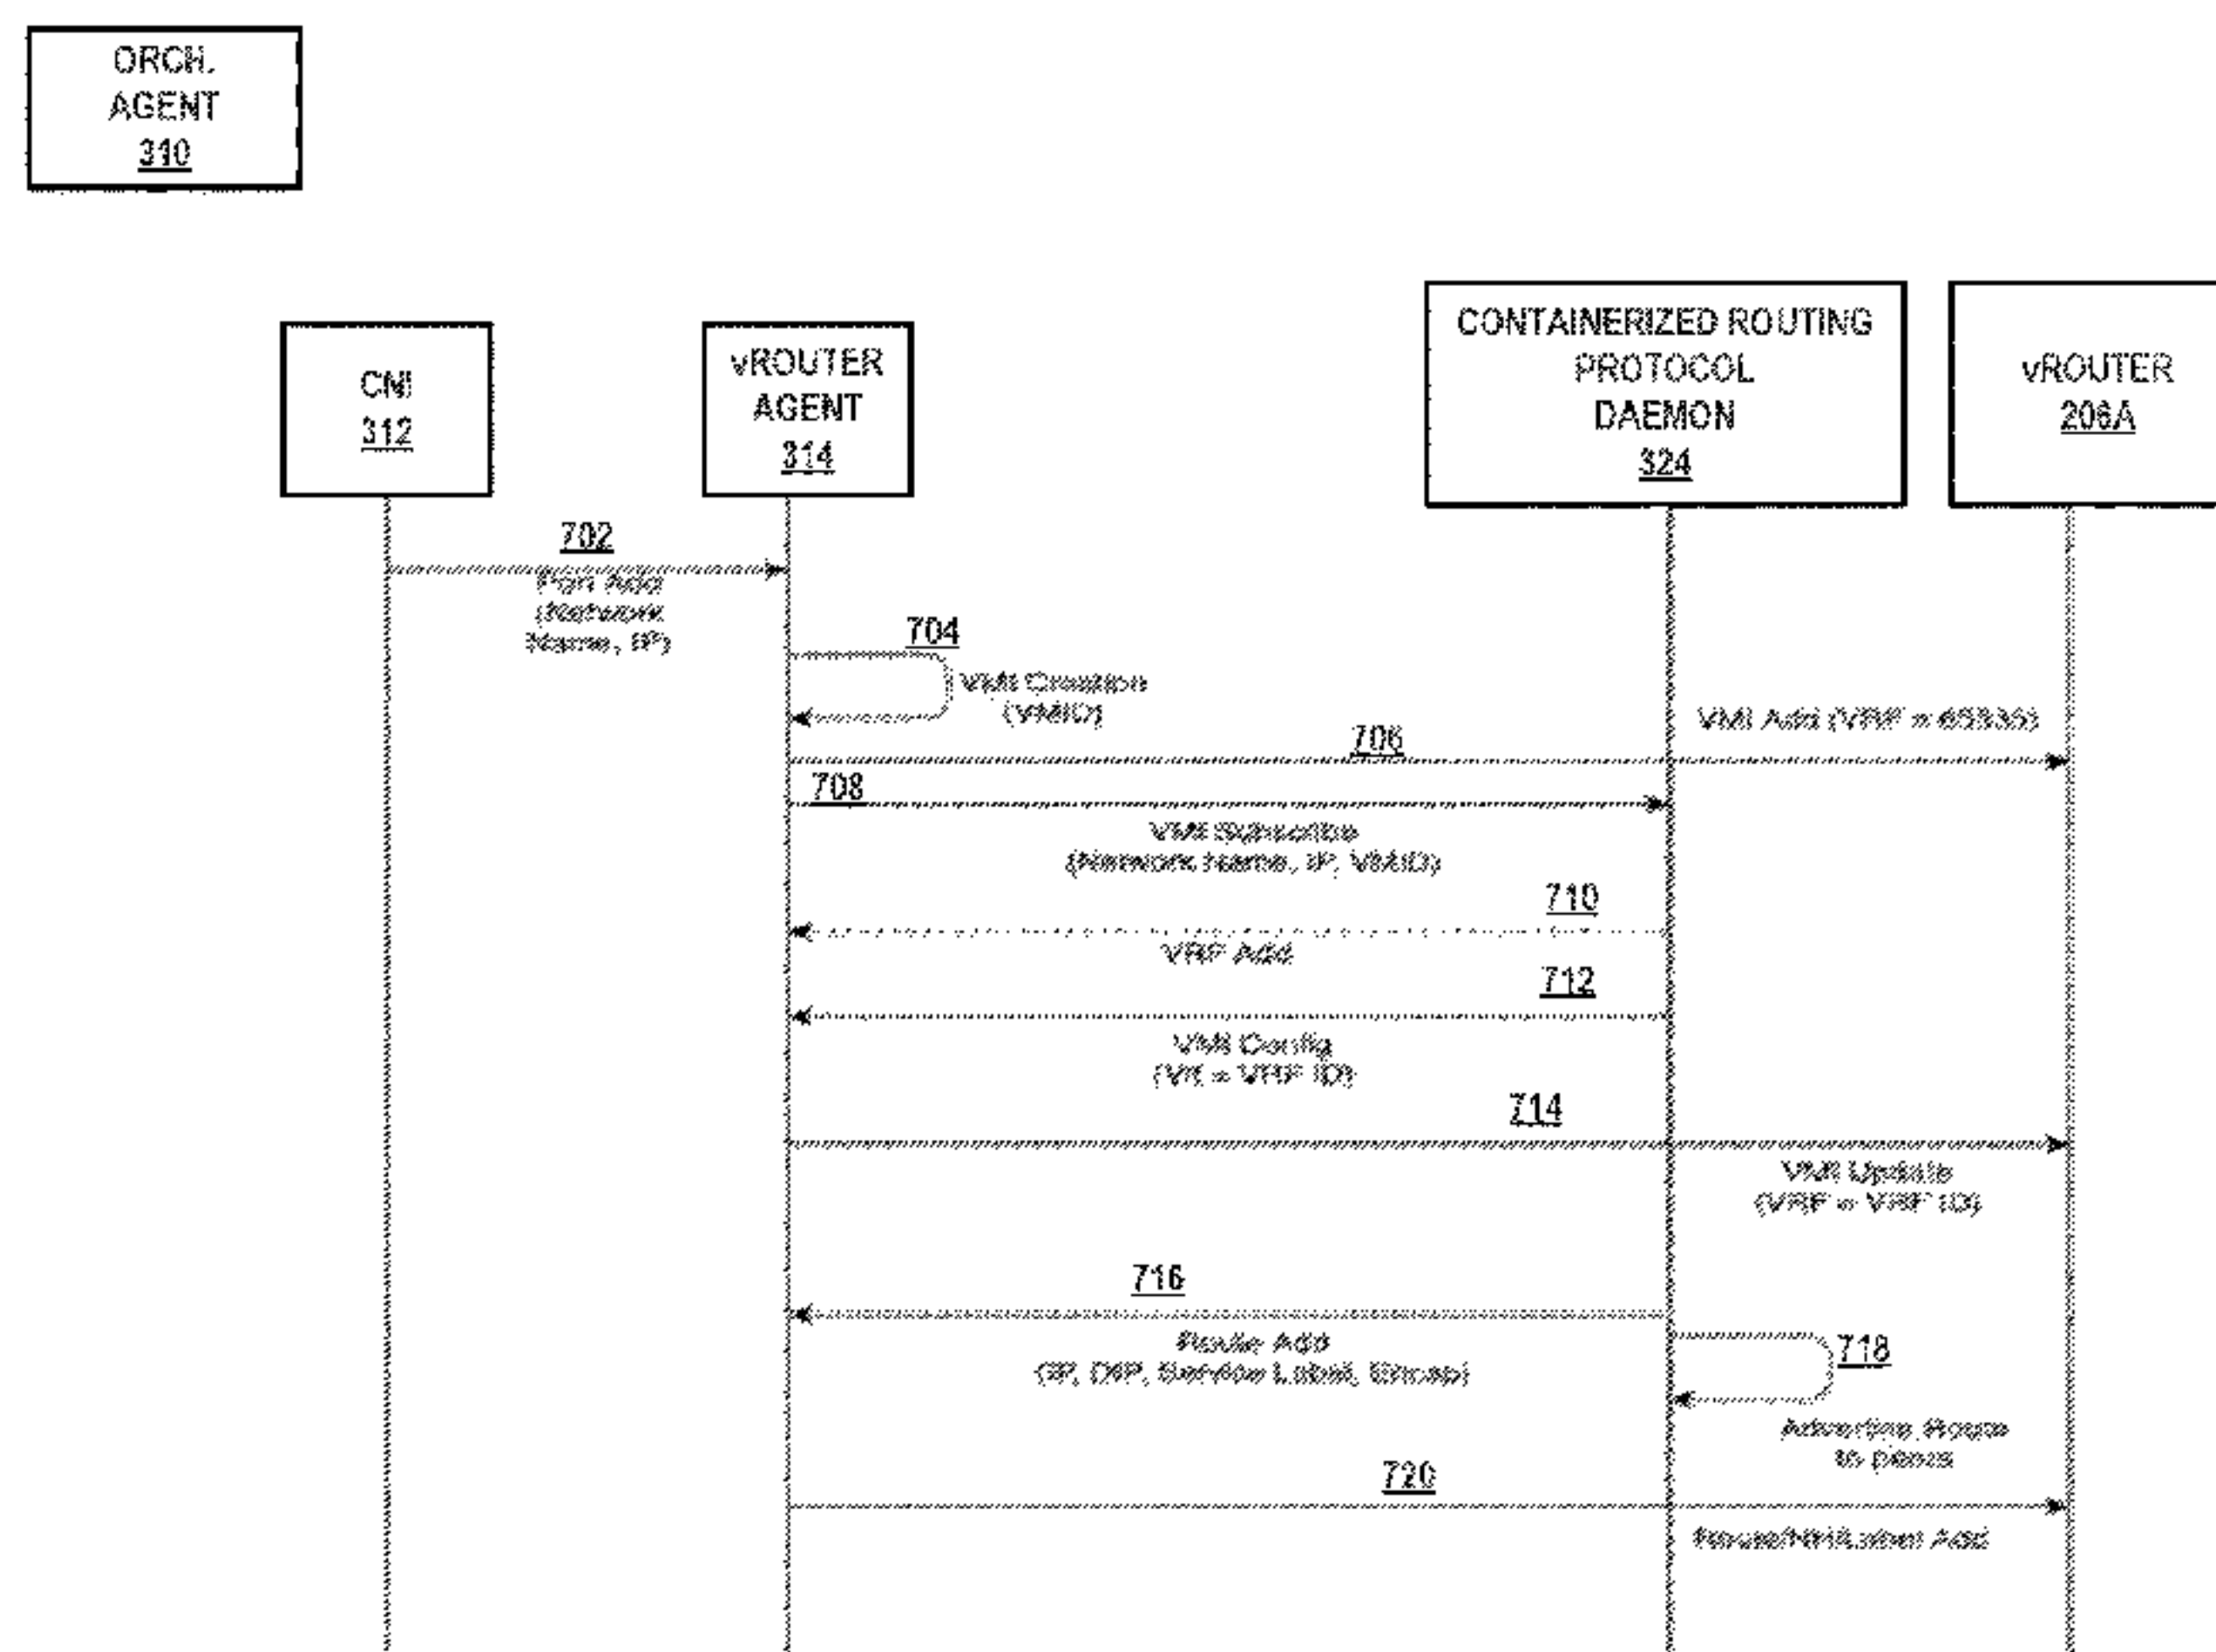 ORCH.
AGENT
310
CNI
312
vROUTER
AGENT
314
CONTAINERIZED ROUTING
PROTOCOL
DAEMON
324
vROUTER
206A
702
Port Add
(Network
Name, IP)
704
VMI Creation
(VMID)
706
VMI Add (VRF = 65535)
708
VMI Subscribe
(Network Name, IP, VMID)
710
VRF Add
712
VMI Config
= VRF ID)
714
VMI Update
(VRF = VRF ID)
716
Route Add
Service Label, Encap)
718
Advertise Route
to peers
720
Route/NH/Label Add